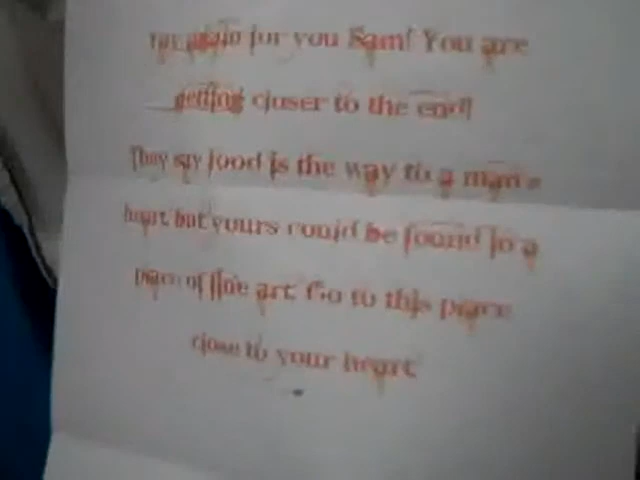 for you Sam! You are
getting closer to the end!
They say food is the way to a man's
heart but yours could be found in a
piece of fine art. Go to this place
close to your heart